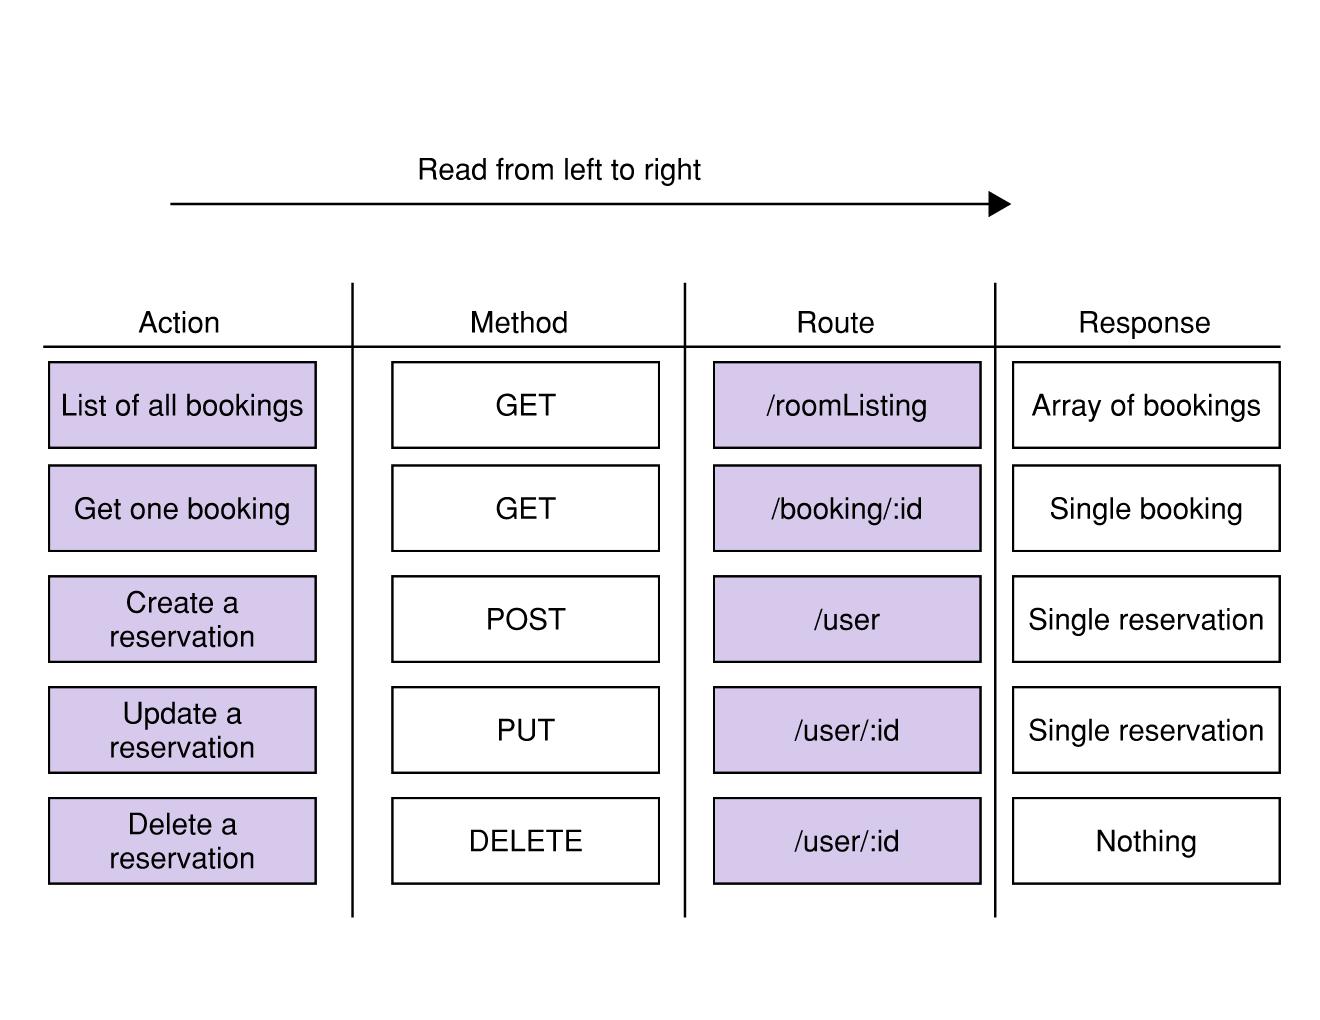 Read from left to right
Action
Method
Route
Response
List of all bookings
GET
/roomListing
Array of bookings
Get one booking
GET
/booking/:id
Single booking
Create a
reservation
POST
/user
Single reservation
Update a
reservation
PUT
/user/:id
Single reservation
Delete a
reservation
DELETE
/user/:id
Nothing